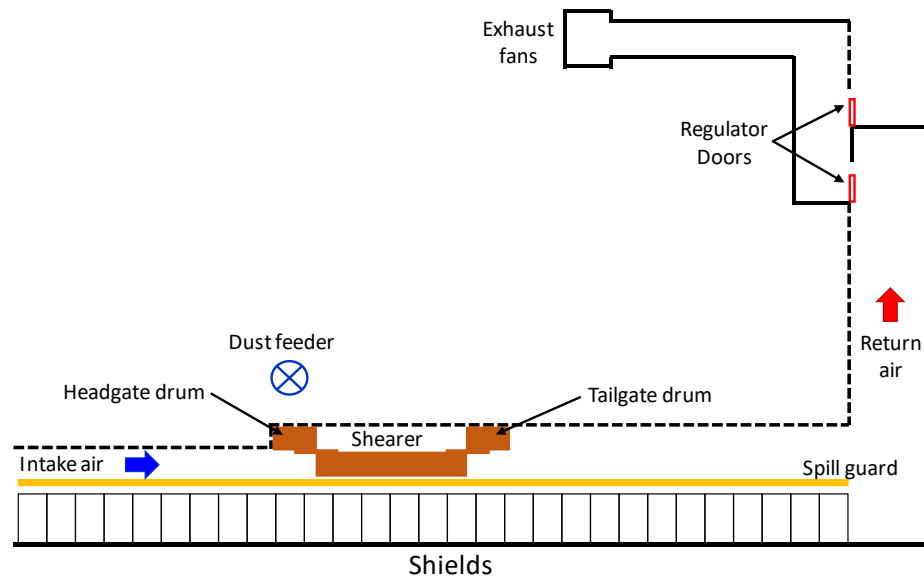 Exhaust
fans
Regulator
Doors
Dust feeder
Return
air
Headgate drum
Tailgate drum
Shearer
Intake air
Spill guard
Shields